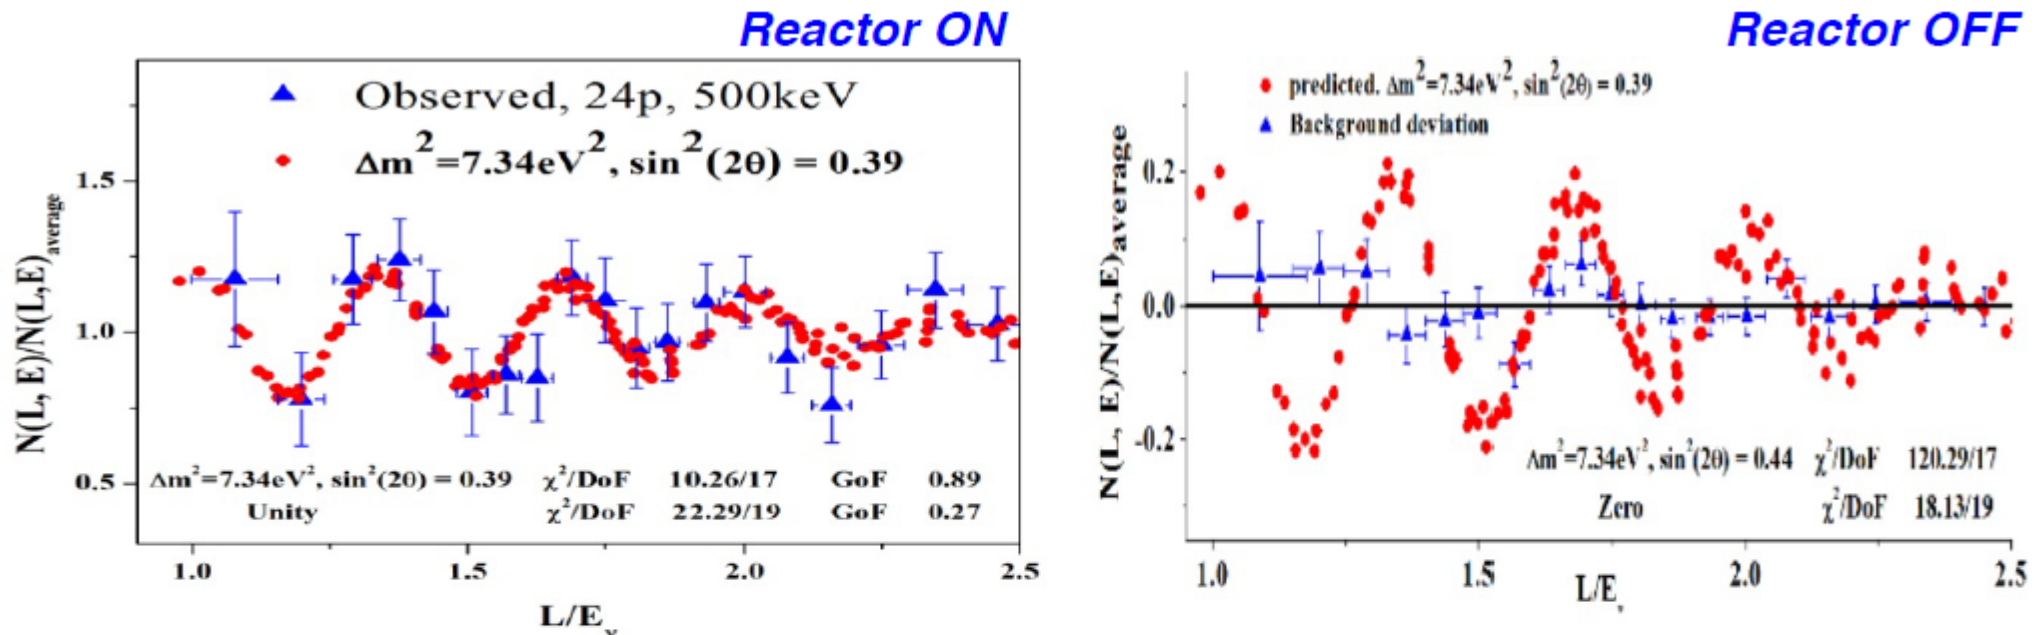 Reactor ON
Observed, 24p, 500keV
Δm²=7.34eV², sin²(2θ) = 0.39
N(L, E)/N(L,E)average
1.5
1.0
0.5
Δm²=7.34eV², sin²(2θ) = 0.39 χ²/DoF 10.26/17 GoF 0.89
Unity χ²/DoF 22.29/19 GoF 0.27
1.0 1.5 2.0 2.5
L/Eν
Reactor OFF
predicted. Δm²=7.34eV², sin²(2θ) = 0.39
Background deviation
N(L, E)/N(L,E)average
0.2
0.0
-0.2
Δm²=7.34eV², sin²(2θ) = 0.44 χ²/DoF 120.29/17
Zero χ²/DoF 18.13/19
1.0 1.5 2.0 2.5
L/Eν